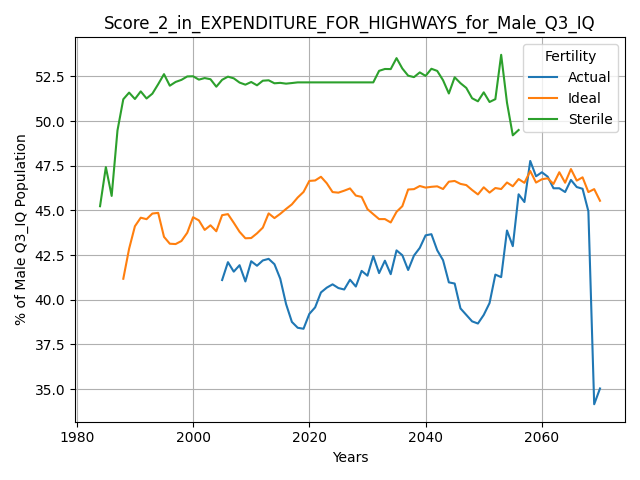 Score_2_in_EXPENDITURE_FOR_HIGHWAYS_for_Male_Q3_IQ
Fertility
Actual
Ideal
Sterile
% of Male Q3_IQ Population
52.5
50.0
47.5
45.0
42.5
40.0
37.5
35.0
1980
2000
2020
2040
2060
Years